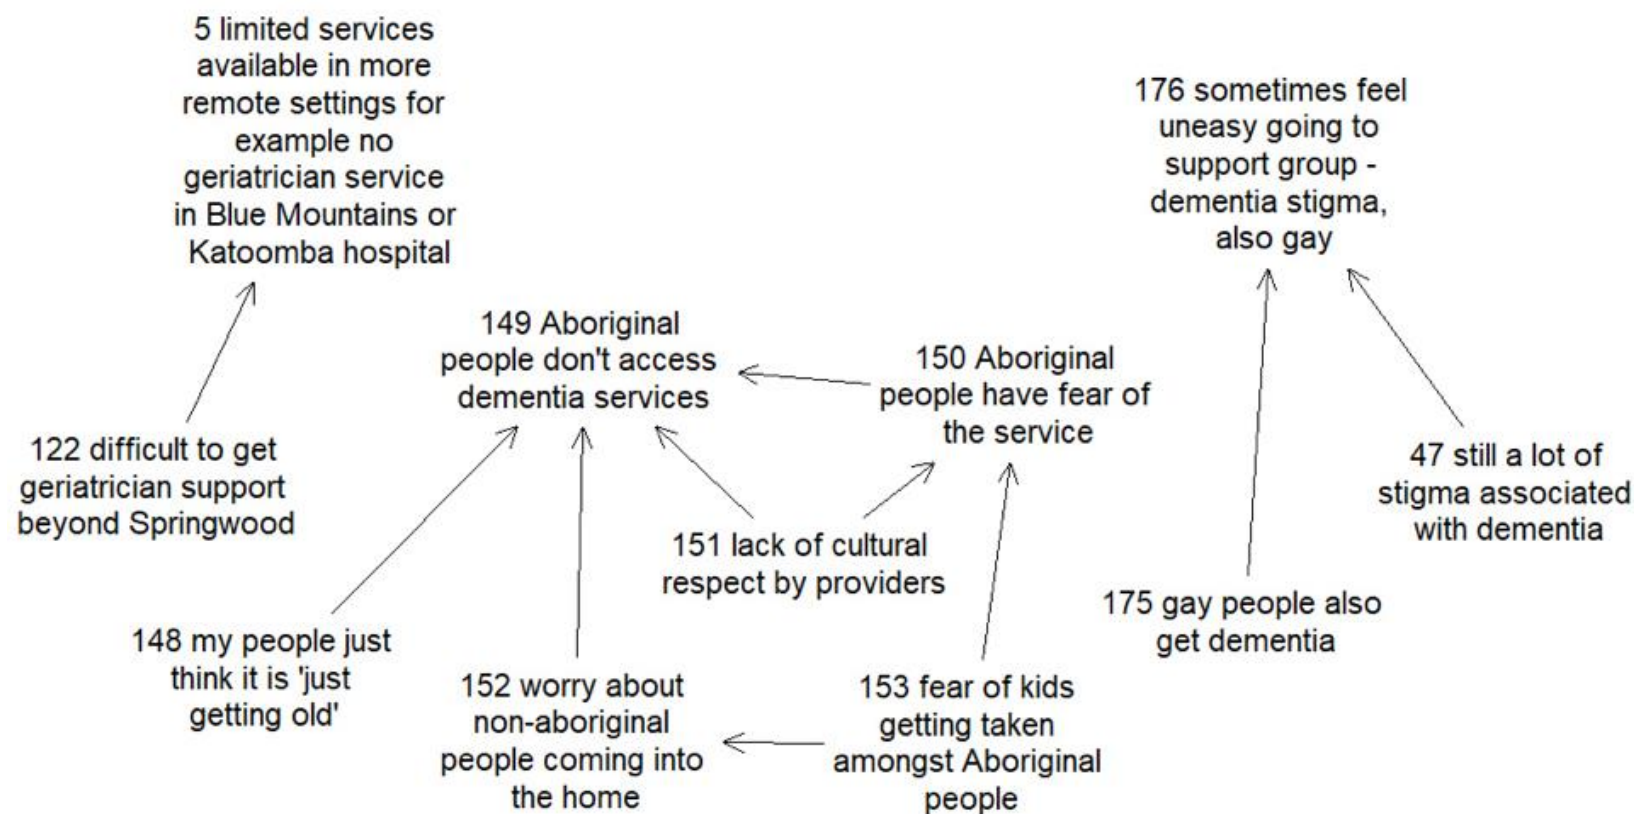 5 limited services
available in more
remote settings for
example no
geriatrician service
in Blue Mountains or
Katoomba hospital
176 sometimes feel
uneasy going to
support group -
dementia stigma,
also gay
149 Aboriginal
people don't access
dementia services
150 Aboriginal
people have fear of
the service
122 difficult to get
geriatrician support
beyond Springwood
47 still a lot of
stigma associated
with dementia
151 lack of cultural
respect by providers
175 gay people also
get dementia
148 my people just
think it is 'just
getting old'
152 worry about
non-aboriginal
people coming into
the home
153 fear of kids
getting taken
amongst Aboriginal
people